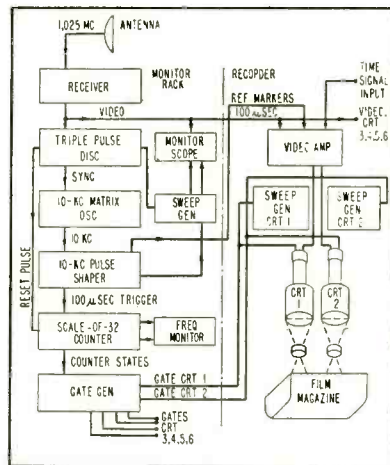 1,025 MC
ANTENNA
RECEIVER
MONITOR
RACK
RECORDER
TIME
SIGNAL
INPUT
REF MARKERS
100 μSEC
VIDEO
VIDEO,
CRT
3,4,5,6
TRIPLE PULSE
DISC
MONITOR
SCOPE
VIDEO AMP
SYNC
10-KC MATRIX
OSC
SWEEP
GEN
SWEEP
GEN
CRT 1
SWEEP
GEN
CRT 2
10 KC
10-KC PULSE
SHAPER
RESET PULSE
100 μSEC TRIGGER
CRT
1
CRT
2
SCALE-OF-32
COUNTER
FREQ
MONITOR
COUNTER STATES
GATE GEN
GATE CRT 1
GATE CRT 2
FILM
MAGAZINE
GATES
CRT
3,4,5,6